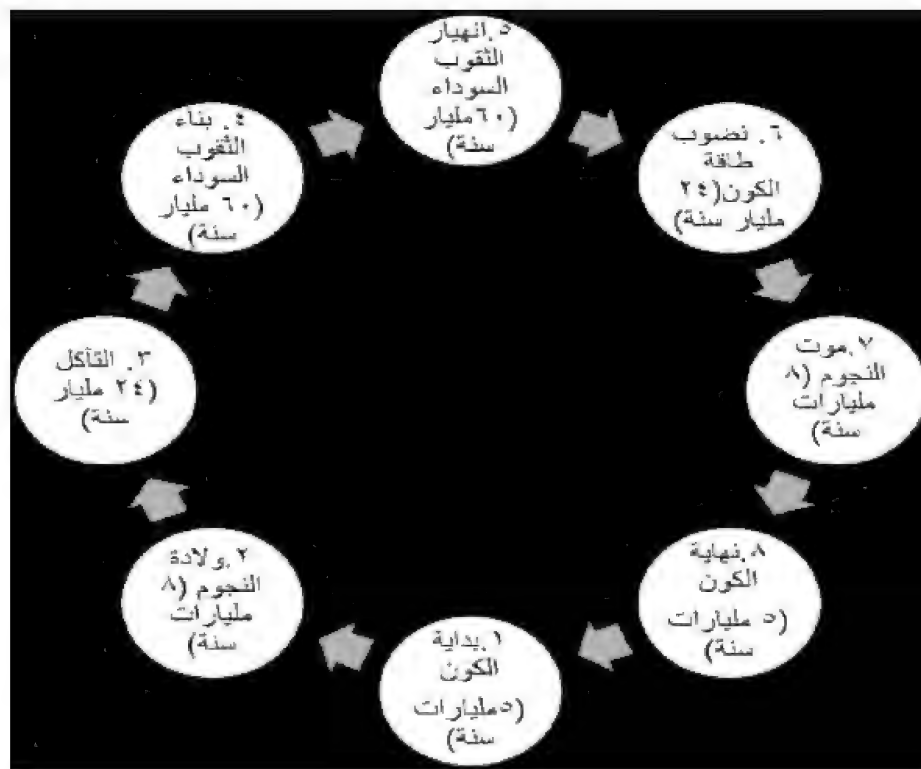 ١.بداية
الكون
(٥مليارات
سنة)
٢.ولادة
النجوم (٨
مليارات
سنة)
٣. التآكل
(٢٤ مليار
سنة)
٤. بناء
الثقوب
السوداء
(٦٠ مليار
سنة)
٥.انهيار
الثقوب
السوداء
(٦٠مليار
سنة)
٦. نضوب
طاقة
الكون(٢٤
مليار سنة)
٧.موت
النجوم (٨
مليارات
سنة)
٨.نهاية
الكون
(٥ مليارات
سنة)